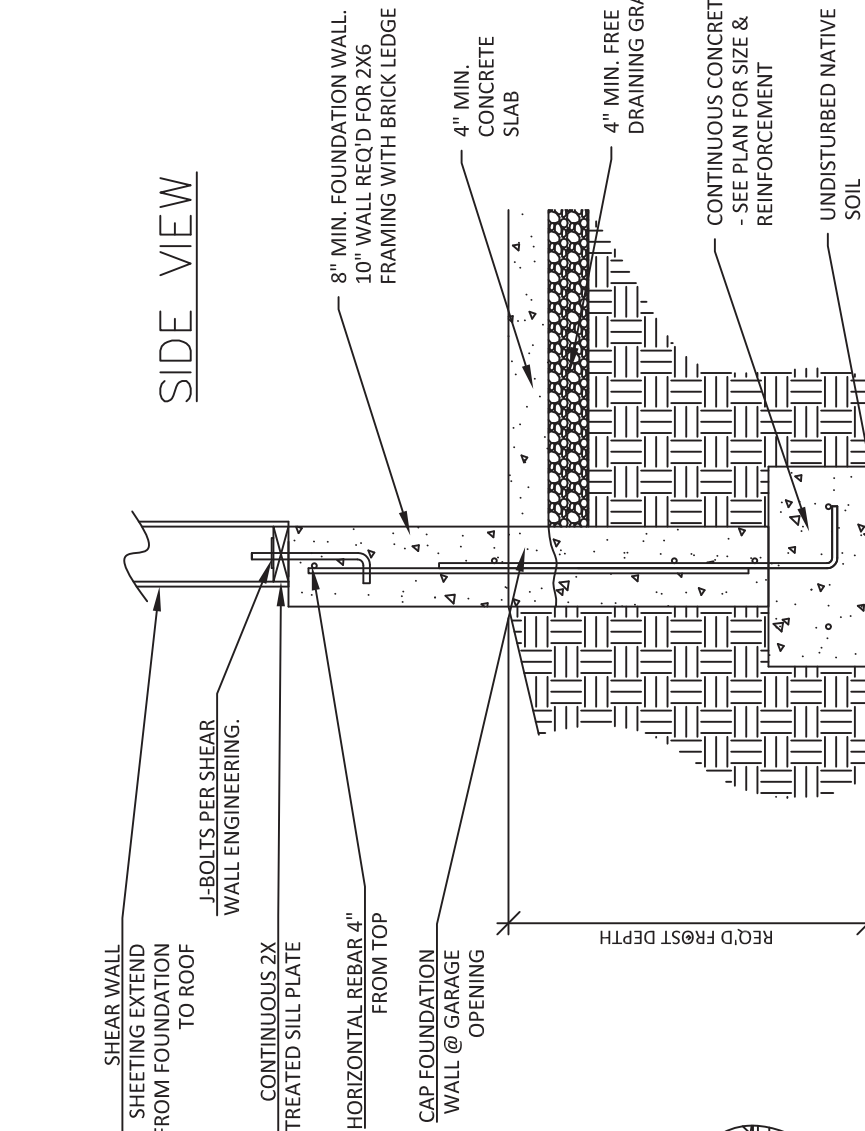 SIDE VIEW
8" MIN. FOUNDATION WALL.
10" WALL REQ'D FOR 2X6
FRAMING WITH BRICK LEDGE
4" MIN.
CONCRETE
SLAB
4" MIN. FREE
DRAINING
CONTINUOUS
- SEE PLAN FOR SIZE &
REINFORCEMENT
UNDISTURBED NATIVE
SOIL
SHEAR WALL
SHEETING EXTEND
FROM FOUNDATION
TO ROOF
J-BOLTS PER SHEAR
WALL ENGINEERING.
CONTINUOUS 2X
TREATED SILL PLATE
HORIZONTAL REBAR 4"
FROM TOP
CAP FOUNDATION
WALL @ GARAGE
OPENING
REQ'D FROST DEPTH